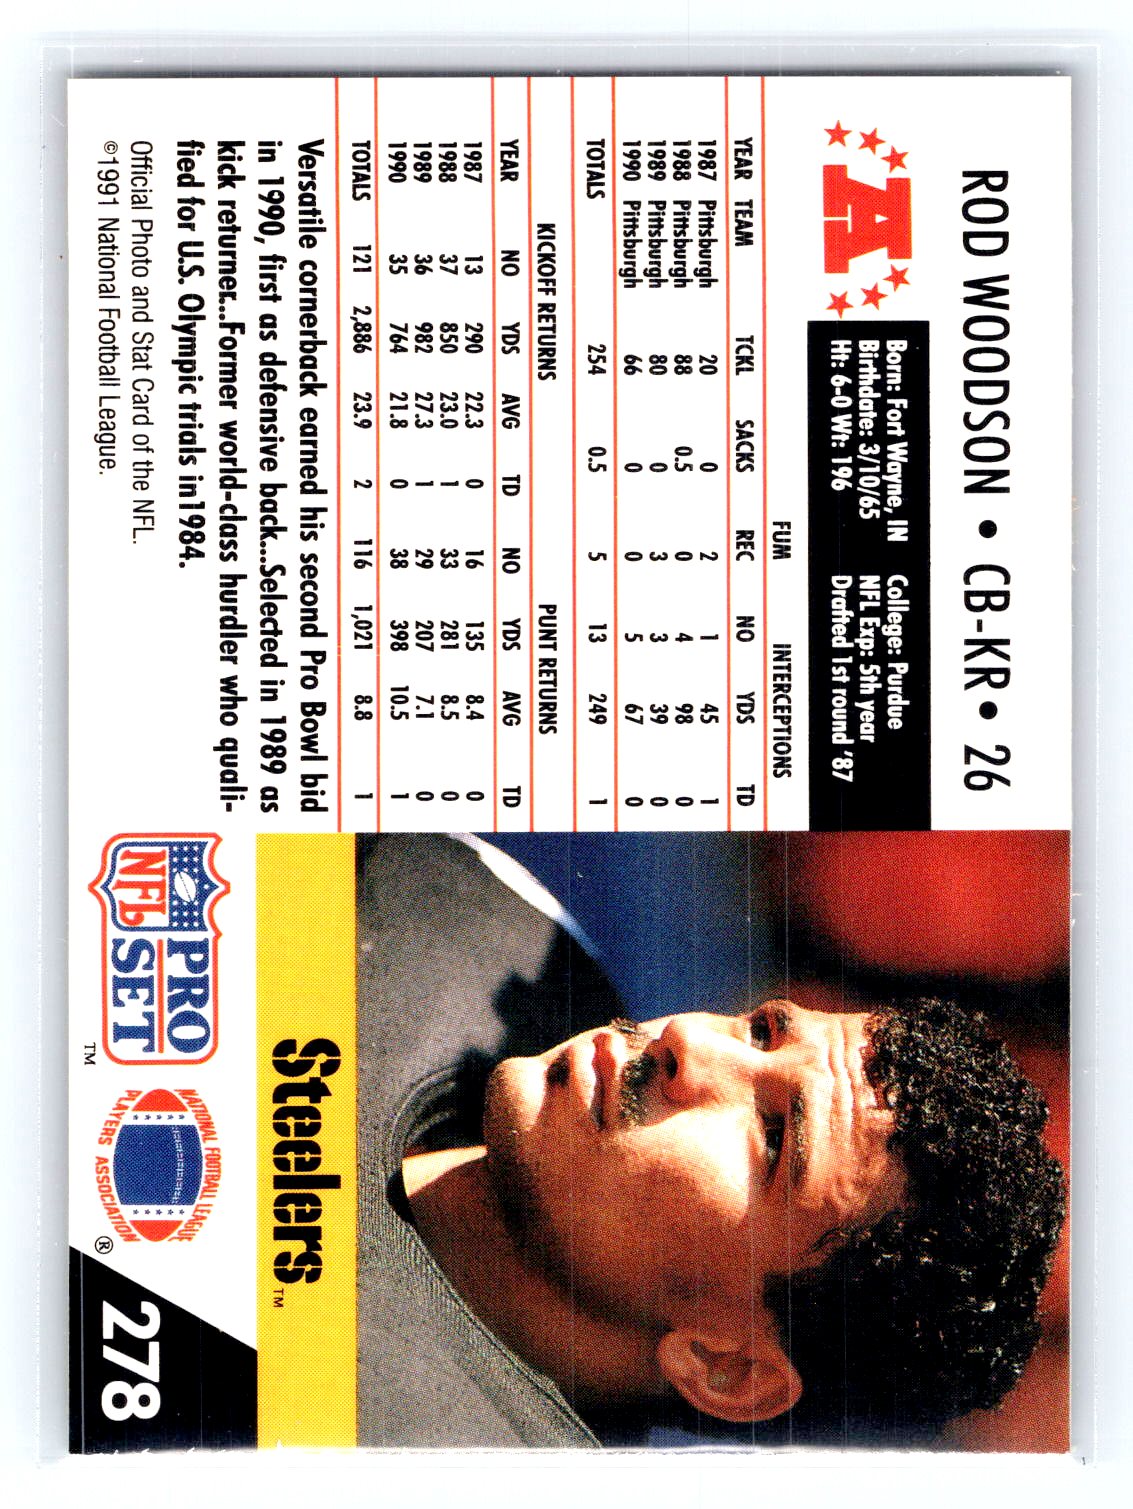 ROD WOODSON • CB-KR • 26
A
Born: Fort Wayne, IN College: Purdue
Birthdate: 3/10/65 NFL Exp: 5th year
Ht: 6-0 Wt: 196 Drafted 1st round '87
FUM INTERCEPTIONS
YEAR TEAM TCKL SACKS REC NO YDS TD
1987 Pittsburgh 20 0 2 1 45 1
1988 Pittsburgh 88 0.5 0 4 98 0
1989 Pittsburgh 80 0 3 3 39 0
1990 Pittsburgh 66 0 0 5 67 0
TOTALS 254 0.5 5 13 249 1
KICKOFF RETURNS PUNT RETURNS
YEAR NO YDS AVG TD NO YDS AVG TD
1987 13 290 22.3 0 16 135 8.4 0
1988 37 850 23.0 1 33 281 8.5 0
1989 36 982 27.3 1 29 207 7.1 0
1990 35 764 21.8 0 38 398 10.5 1
TOTALS 121 2,886 23.9 2 116 1,021 8.8 1
Versatile cornerback earned his second Pro Bowl bid
in 1990, first as defensive back...Selected in 1989 as
kick returner...Former world-class hurdler who quali-
fied for U.S. Olympic trials in1984.
Official Photo and Stat Card of the NFL.
©1991 National Football League.
Steelers™
NFL
PRO
SET
™
NATIONAL FOOTBALL LEAGUE
PLAYERS ASSOCIATION
®
278